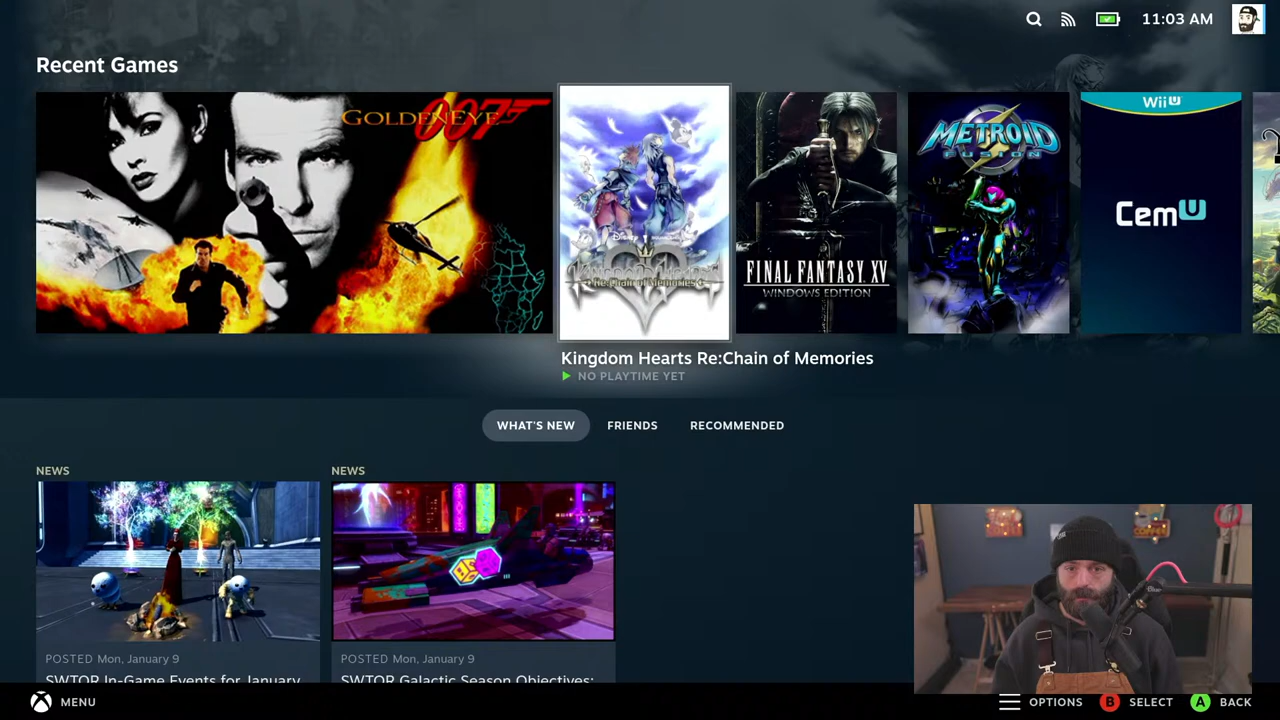 11:03 AM
Recent Games
GOLDENEYE 007
Disney
KINGDOM HEARTS
Re:Chain of Memories
FINAL FANTASY XV
WINDOWS EDITION
METROID
FUSION
WiiU
CemU
Kingdom Hearts Re:Chain of Memories
NO PLAYTIME YET
WHAT'S NEW
FRIENDS
RECOMMENDED
NEWS
NEWS
POSTED Mon, January 9
SWTOR In-Game Events for January
POSTED Mon, January 9
SWTOR Galactic Season Objectives:
MENU
OPTIONS
B SELECT
A BACK